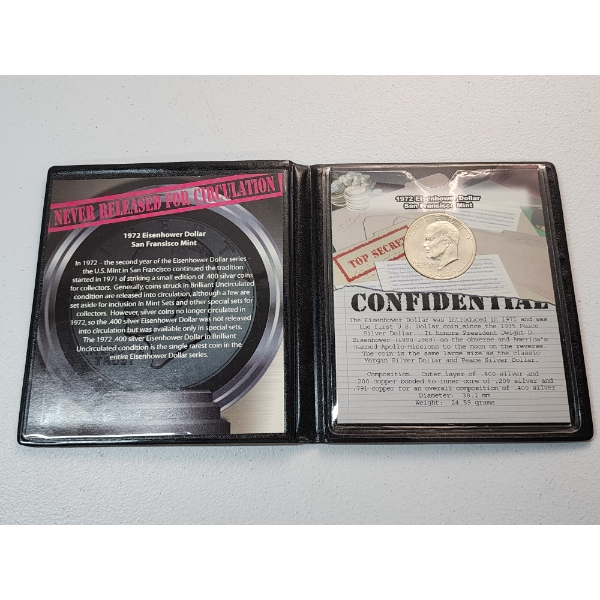 NEVER RELEASED FOR CIRCULATION!
1972 Eisenhower Dollar
San Fransisco Mint
In 1972 – the second year of the Eisenhower Dollar series –
the U.S. Mint in San Francisco continued the tradition
started in 1971 of striking a small edition of .400 silver coins
for collectors. Generally, coins struck in Brilliant Uncirculated
condition are released into circulation, although a few are
set aside for inclusion in Mint Sets and other special sets for
collectors. However, silver coins no longer circulated in
1972, so the .400 silver Eisenhower Dollar was not released
into circulation but was available only in special sets.
The 1972 .400 silver Eisenhower Dollar in Brilliant
Uncirculated condition is the single rarest coin in the
entire Eisenhower Dollar series.
1972 Eisenhower Dollar
San Fransisco Mint
TOP SECRE
CONFIDENTIAL
The Eisenhower Dollar was introduced in 1971 and was
the first U.S. Dollar coin since the 1935 Peace
Silver Dollar. It honors President Dwight D.
Eisenhower (1890-1969) on the obverse and America's
named Apollo missions to the moon on the reverse.
The coin is the same large size as the classic
Morgan Silver Dollar and Peace Silver Dollar.
Composition: Outer layer of .800 silver and
.200 copper bonded to inner core of .209 silver and
.791 copper for an overall composition of .400 silver
Diameter: 38.1 mm
Weight: 24.59 grams